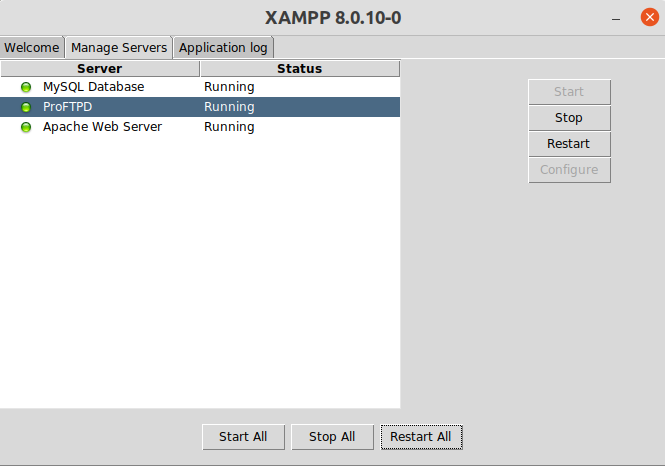 XAMPP 8.0.10-0
Welcome Manage Servers Application log
Server Status
MySQL Database Running
ProFTPD Running
Apache Web Server Running
Start
Stop
Restart
Configure
Start All Stop All Restart All